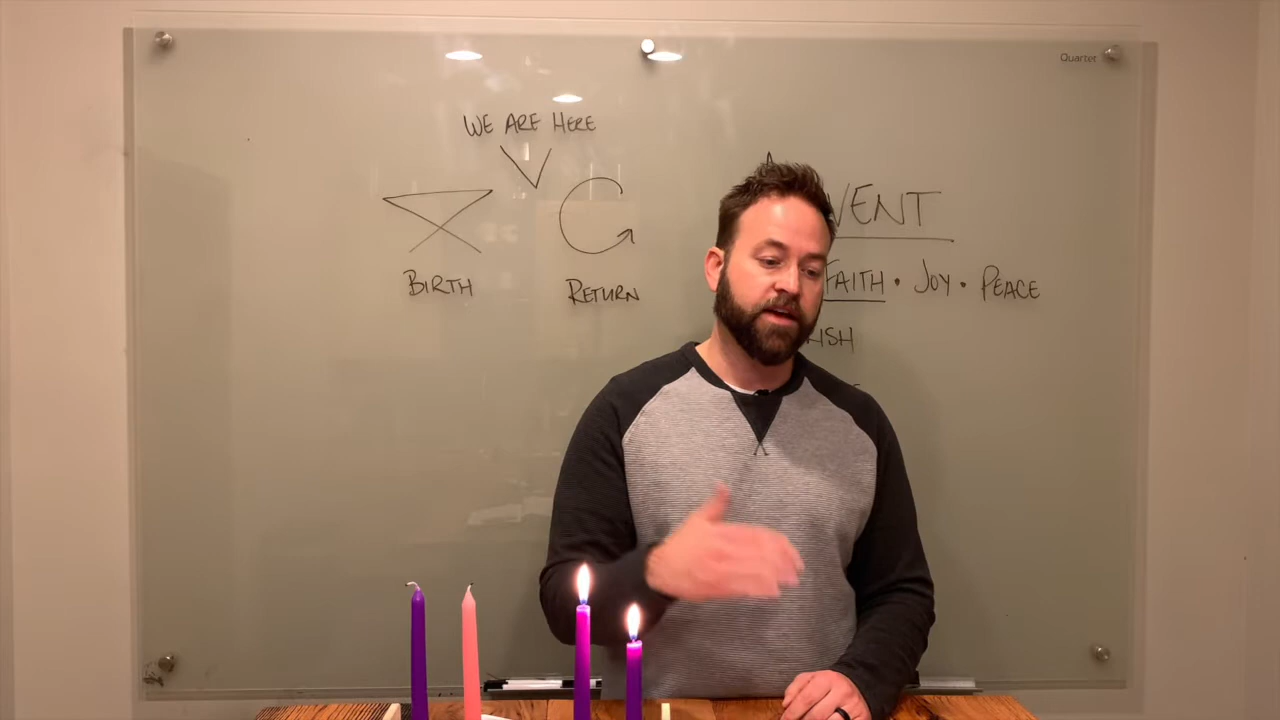 Quartet
WE ARE HERE
VENT
FAITH • JOY • PEACE
BIRTH
RETURN